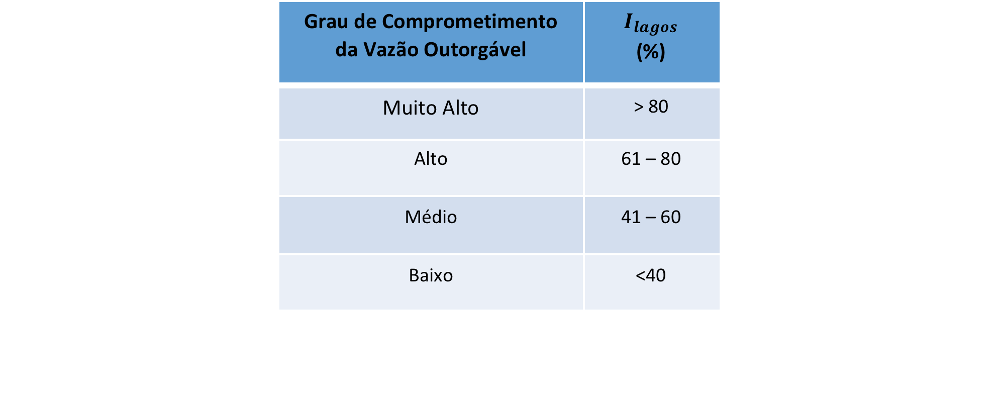 Grau de Comprometimento
da Vazão Outorgável
I lagos
(%)
Muito Alto
> 80
Alto
61 – 80
Médio
41 – 60
Baixo
<40